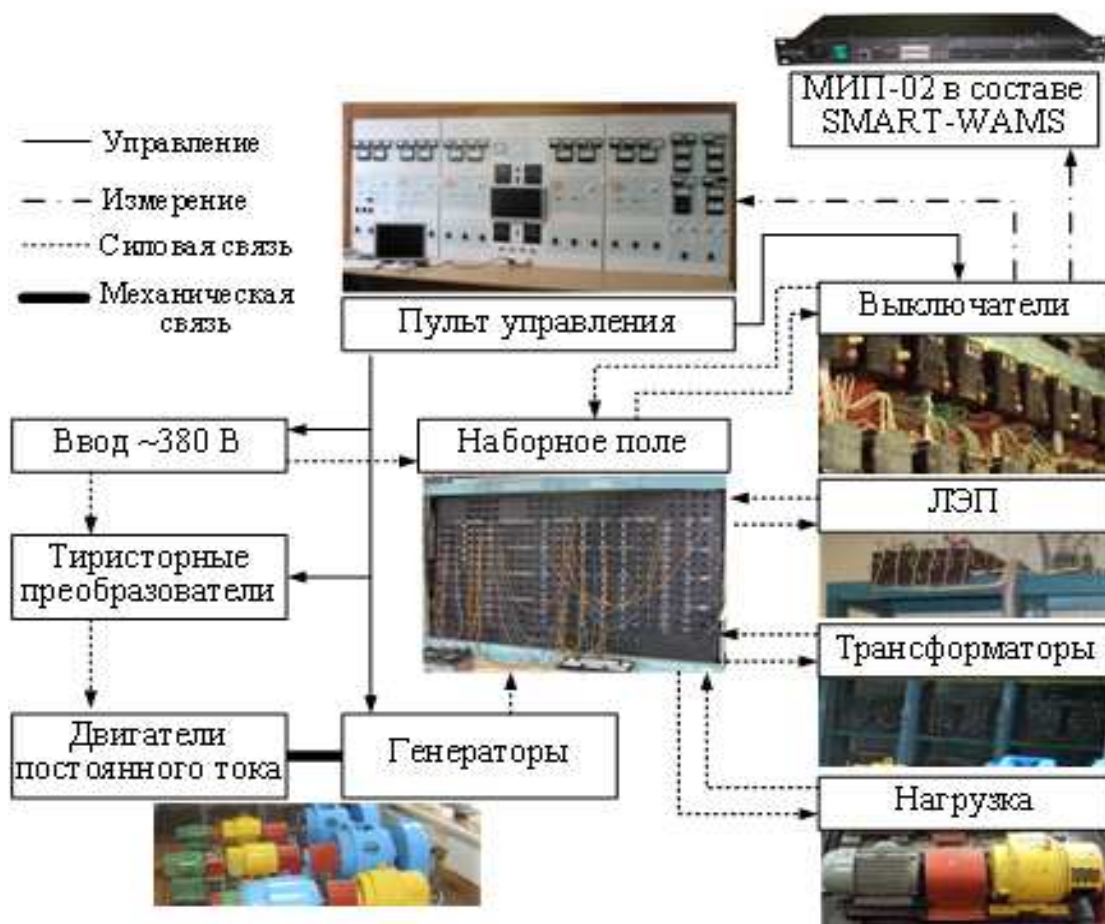 МИП-02 в составе
SMART-WAMS
Управление
Измерение
Силовая связь
Механическая
связь
Пульт управления
Выключатели
Ввод ~380 В
Наборное поле
ЛЭП
Тиристорные
преобразователи
Трансформаторы
Двигатели
постоянного тока
Генераторы
Нагрузка